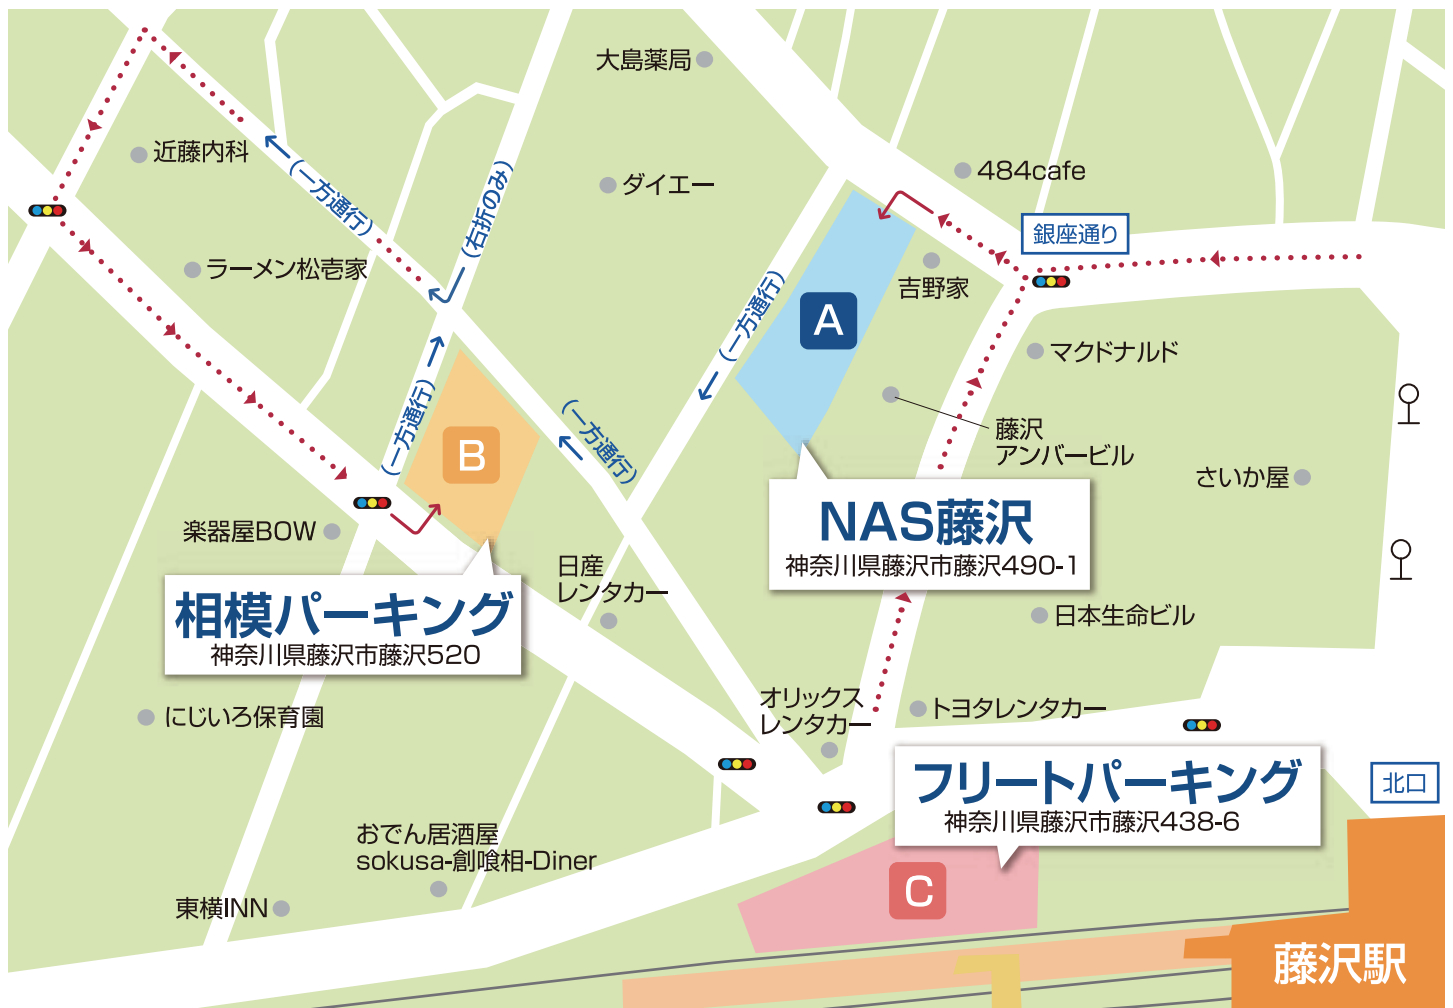 大島薬局
近藤内科
(一方通行)
(右折のみ)
ダイエー
484cafe
銀座通り
ラーメン松壱家
(一方通行)
吉野家
A
マクドナルド
(一方通行)
(一方通行)
B
藤沢
アンバービル
さいか屋
楽器屋BOW
NAS藤沢
神奈川県藤沢市藤沢490-1
日産
レンタカー
相模パーキング
神奈川県藤沢市藤沢520
日本生命ビル
にじいろ保育園
オリックス
レンタカー
トヨタレンタカー
フリートパーキング
神奈川県藤沢市藤沢438-6
北口
おでん居酒屋
sokusa-創喰相-Diner
C
東横INN
藤沢駅